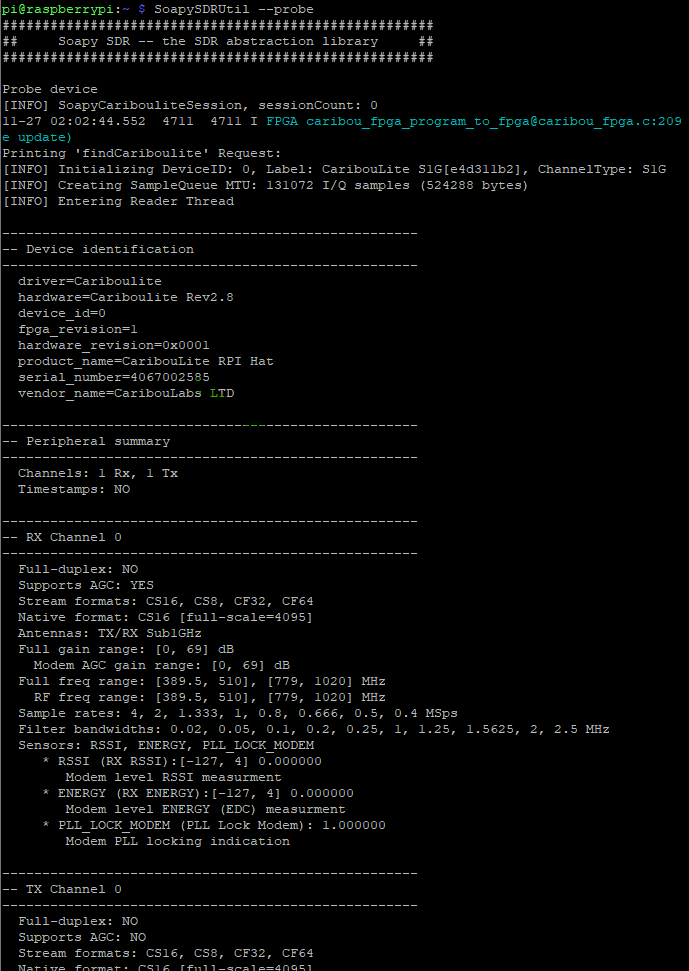 pi@raspberrypi:~ $ SoapySDRUtil --probe
######################################################
##     Soapy SDR -- the SDR abstraction library     ##
######################################################

Probe device
[INFO] SoapyCaribouliteSession, sessionCount: 0
11-27 02:02:44.552  4711  4711 I FPGA caribou_fpga_program_to_fpga@caribou_fpga.c:209
e update)
Printing 'findCariboulite' Request:
[INFO] Initializing DeviceID: 0, Label: CaribouLite S1G[e4d311b2], ChannelType: S1G
[INFO] Creating SampleQueue MTU: 131072 I/Q samples (524288 bytes)
[INFO] Entering Reader Thread

----------------------------------------------------
-- Device identification
----------------------------------------------------
  driver=Cariboulite
  hardware=Cariboulite Rev2.8
  device_id=0
  fpga_revision=1
  hardware_revision=0x0001
  product_name=CaribouLite RPI Hat
  serial_number=4067002585
  vendor_name=CaribouLabs LTD

----------------------------------------------------
-- Peripheral summary
----------------------------------------------------
  Channels: 1 Rx, 1 Tx
  Timestamps: NO

----------------------------------------------------
-- RX Channel 0
----------------------------------------------------
  Full-duplex: NO
  Supports AGC: YES
  Stream formats: CS16, CS8, CF32, CF64
  Native format: CS16 [full-scale=4095]
  Antennas: TX/RX Sub1GHz
  Full gain range: [0, 69] dB
    Modem AGC gain range: [0, 69] dB
  Full freq range: [389.5, 510], [779, 1020] MHz
    RF freq range: [389.5, 510], [779, 1020] MHz
  Sample rates: 4, 2, 1.333, 1, 0.8, 0.666, 0.5, 0.4 MSps
  Filter bandwidths: 0.02, 0.05, 0.1, 0.2, 0.25, 1, 1.25, 1.5625, 2, 2.5 MHz
  Sensors: RSSI, ENERGY, PLL_LOCK_MODEM
     * RSSI (RX RSSI):[-127, 4] 0.000000
        Modem level RSSI measurment
     * ENERGY (RX ENERGY):[-127, 4] 0.000000
        Modem level ENERGY (EDC) measurment
     * PLL_LOCK_MODEM (PLL Lock Modem): 1.000000
        Modem PLL locking indication

----------------------------------------------------
-- TX Channel 0
----------------------------------------------------
  Full-duplex: NO
  Supports AGC: NO
  Stream formats: CS16, CS8, CF32, CF64
  Native format: CS16 [full-scale=4095]